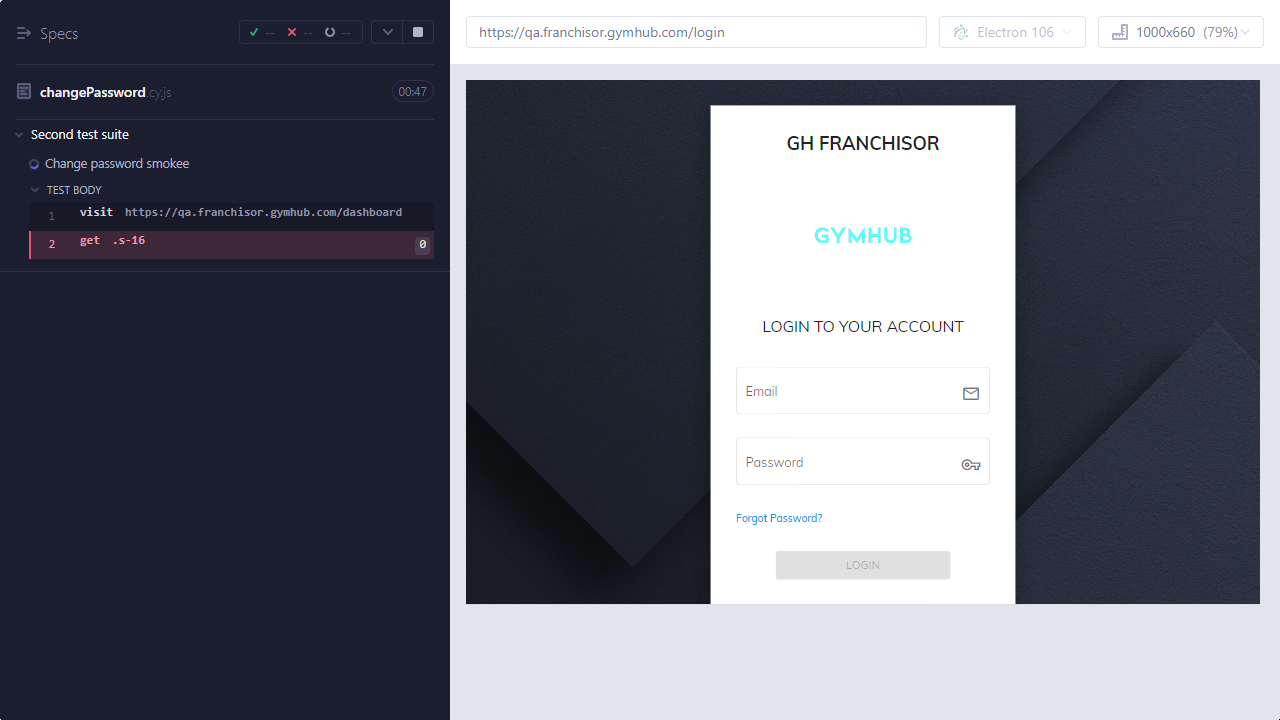 Specs
--
--
--
changePassword.cy.js
00:47
Second test suite
Change password smokee
TEST BODY
1 visit https://qa.franchisor.gymhub.com/dashboard
2 get .s-16 0
https://qa.franchisor.gymhub.com/login
Electron 106
1000x660 (79%)
GH FRANCHISOR
GYMHUB
LOGIN TO YOUR ACCOUNT
Email
Password
Forgot Password?
LOGIN